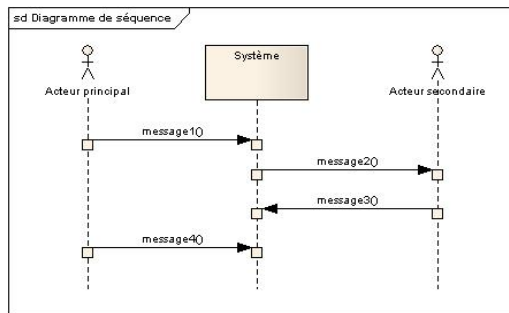 sd Diagramme de séquence
Système
Acteur principal
Acteur secondaire
message1()
message2()
message3()
message4()